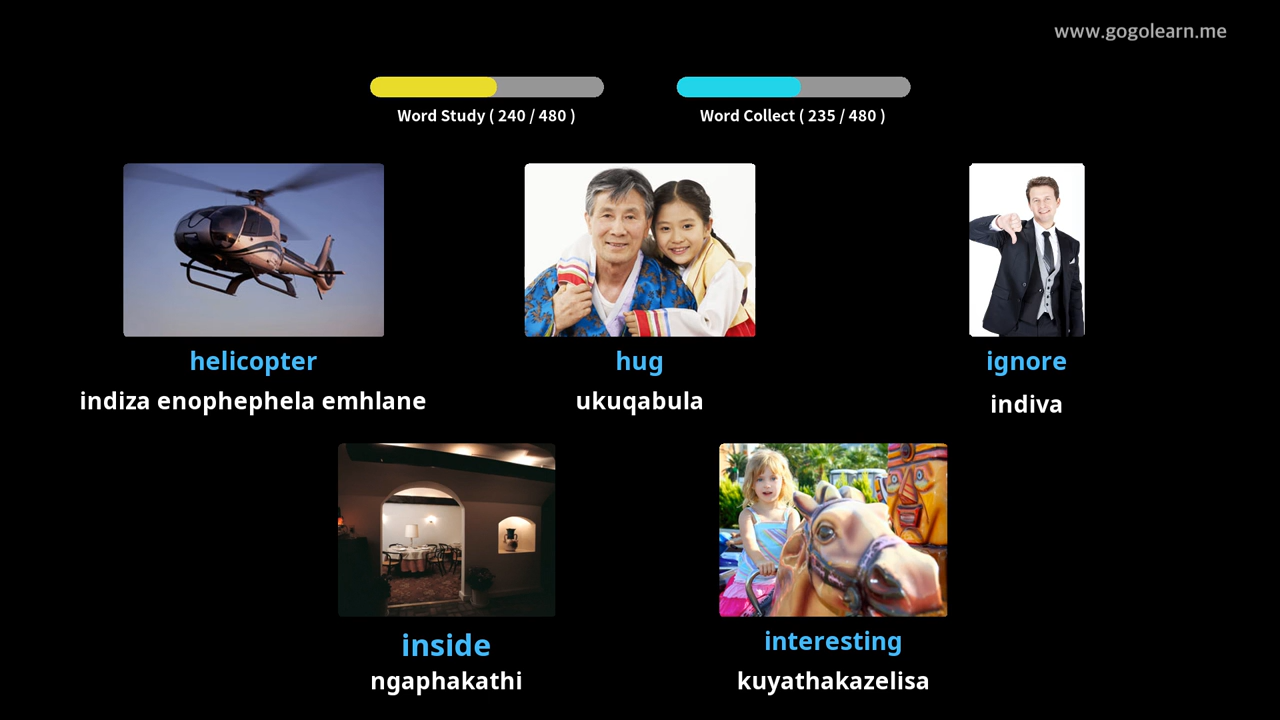 www.gogolearn.me
Word Study ( 240 / 480 )
Word Collect ( 235 / 480 )
helicopter
indiza enophephela emhlane
hug
ukuqabula
ignore
indiva
inside
ngaphakathi
interesting
kuyathakazelisa